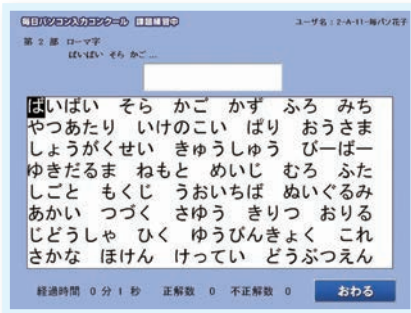 毎日パソコン入力コンクール 課題練習中
ユーザ名：2-A-11-毎パソ花子
第 2 部 ローマ字
ばいばい そら かご…
ばいばい そら かご かず ふろ みち
やつあたり いけのこい ぱり おうさま
しょうがくせい きゅうしゅう びーばー
ゆきだるま ねもと めいじ むろ ふた
しごと もくじ うおいちば ぬいぐるみ
あかい つづく さゆう きりつ おりる
じどうしゃ ひく ゆうびんきょく これ
さかな ほけん けってい どうぶつえん
経過時間 0 分 1 秒 正解数 0 不正解数 0 おわる